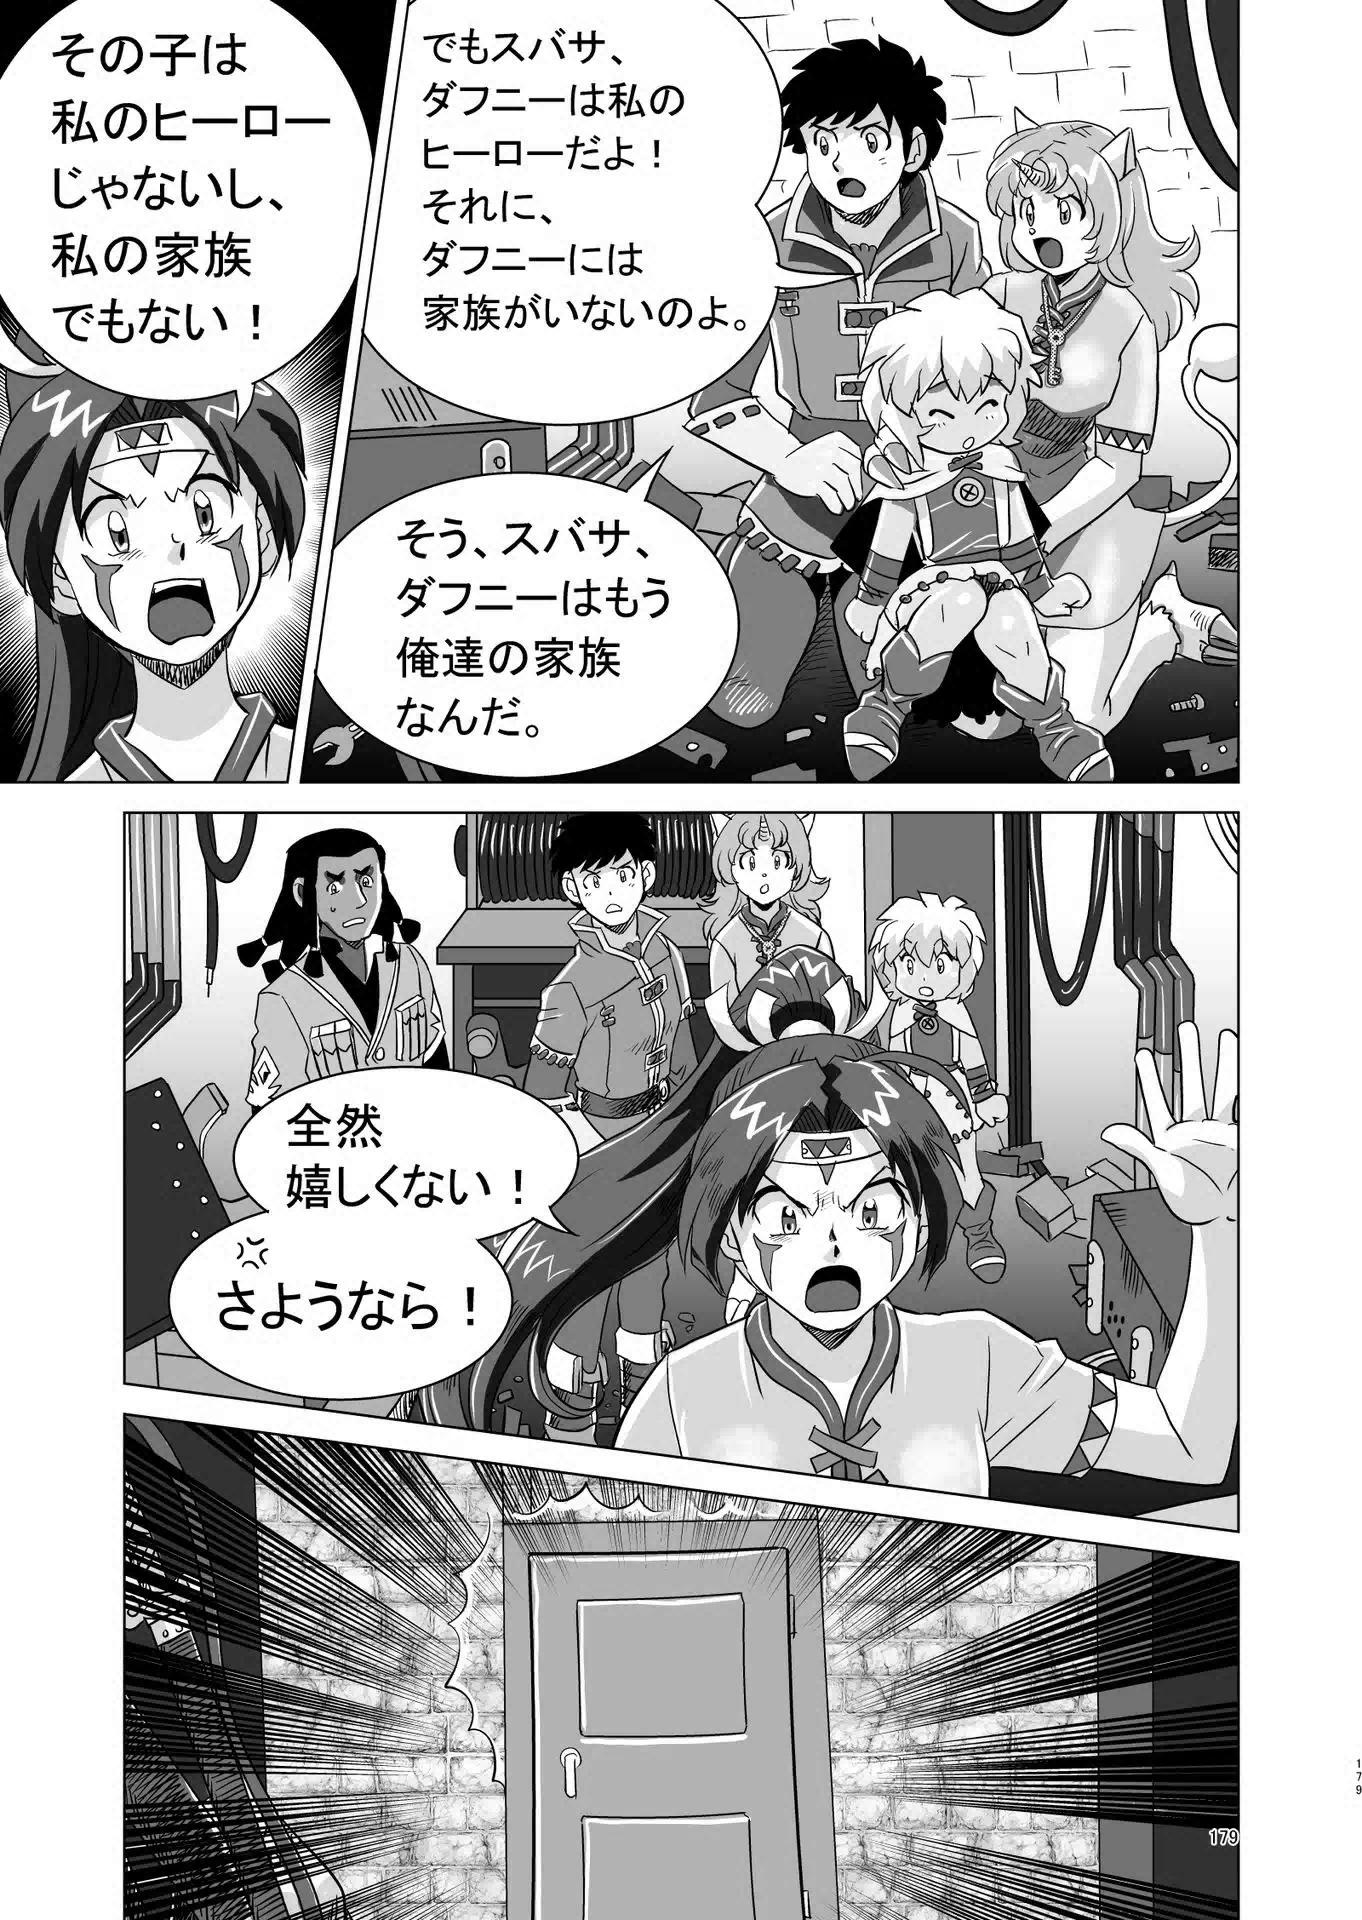 でもスバサ、
ダフニーは私の
ヒーローだよ！
それに、
ダフニーには
家族がいないのよ。
そう、スバサ、
ダフニーはもう
俺達の家族
なんだ。
その子は
私のヒーロー
じゃないし、
私の家族
でもない！
全然
嬉しくない！
さようなら！
179
179